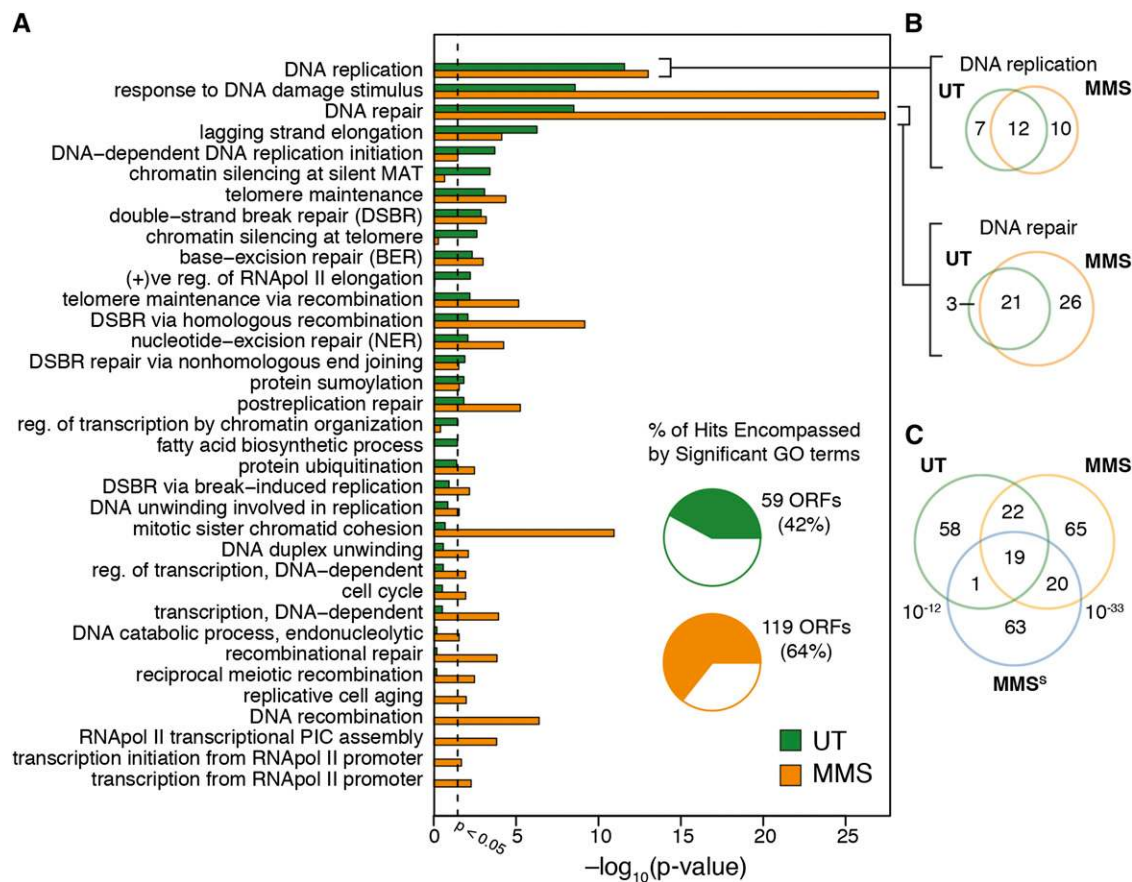 A
DNA replication
response to DNA damage stimulus
DNA repair
lagging strand elongation
DNA−dependent DNA replication initiation
chromatin silencing at silent MAT
telomere maintenance
double−strand break repair (DSBR)
chromatin silencing at telomere
base−excision repair (BER)
(+)ve reg. of RNApol II elongation
telomere maintenance via recombination
DSBR via homologous recombination
nucleotide−excision repair (NER)
DSBR repair via nonhomologous end joining
protein sumoylation
postreplication repair
reg. of transcription by chromatin organization
fatty acid biosynthetic process
protein ubiquitination
DSBR via break−induced replication
DNA unwinding involved in replication
mitotic sister chromatid cohesion
DNA duplex unwinding
reg. of transcription, DNA−dependent
cell cycle
transcription, DNA−dependent
DNA catabolic process, endonucleolytic
recombinational repair
reciprocal meiotic recombination
replicative cell aging
DNA recombination
RNApol II transcriptional PIC assembly
transcription initiation from RNApol II promoter
transcription from RNApol II promoter
0 5 10 15 20 25
p < 0.05
−log10(p-value)
% of Hits Encompassed
by Significant GO terms
59 ORFs
(42%)
119 ORFs
(64%)
UT
MMS
B
DNA replication
UT MMS
7 12 10
DNA repair
UT MMS
3 21 26
C
UT MMS
58 22 65
19
1 20
10-12 10-33
63
MMSS